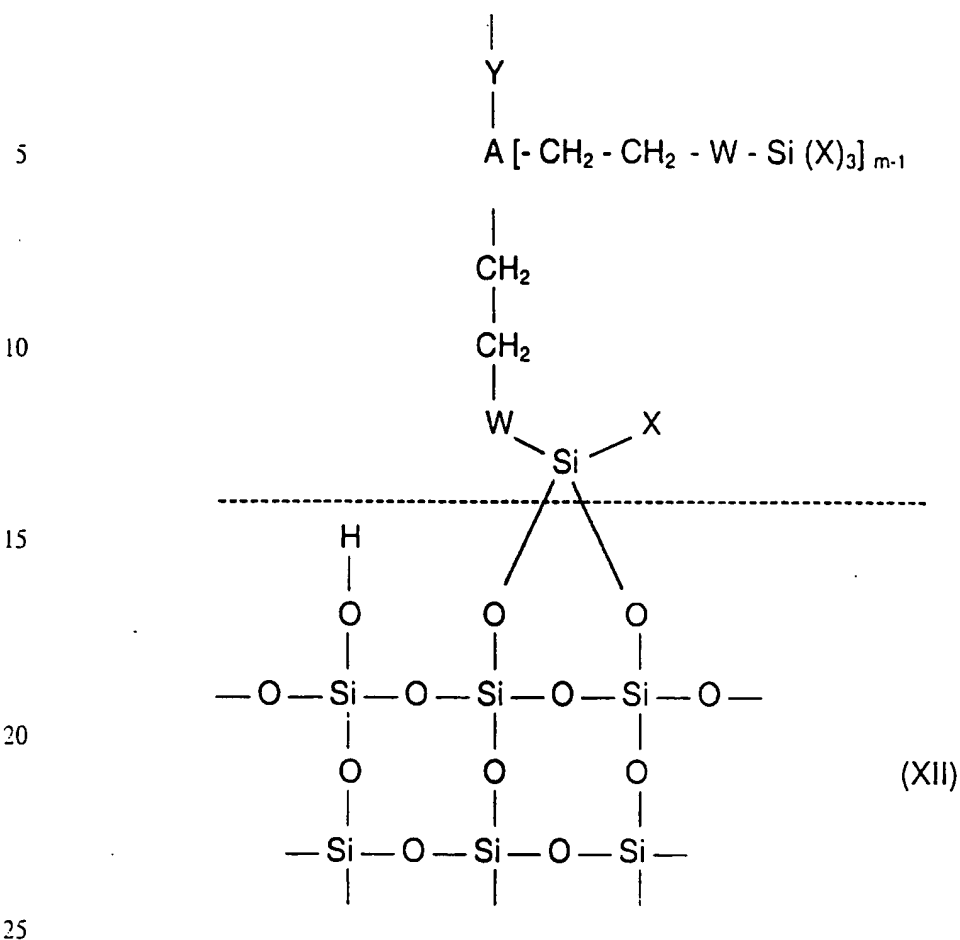 Y
5 A [- CH₂ - CH₂ - W - Si (X)₃] m-1
CH₂
10 CH₂
W X
Si
15 H
O O O
— O — Si — O — Si — O — Si — O —
20
O O O (XII)
— Si — O — Si — O — Si —
25